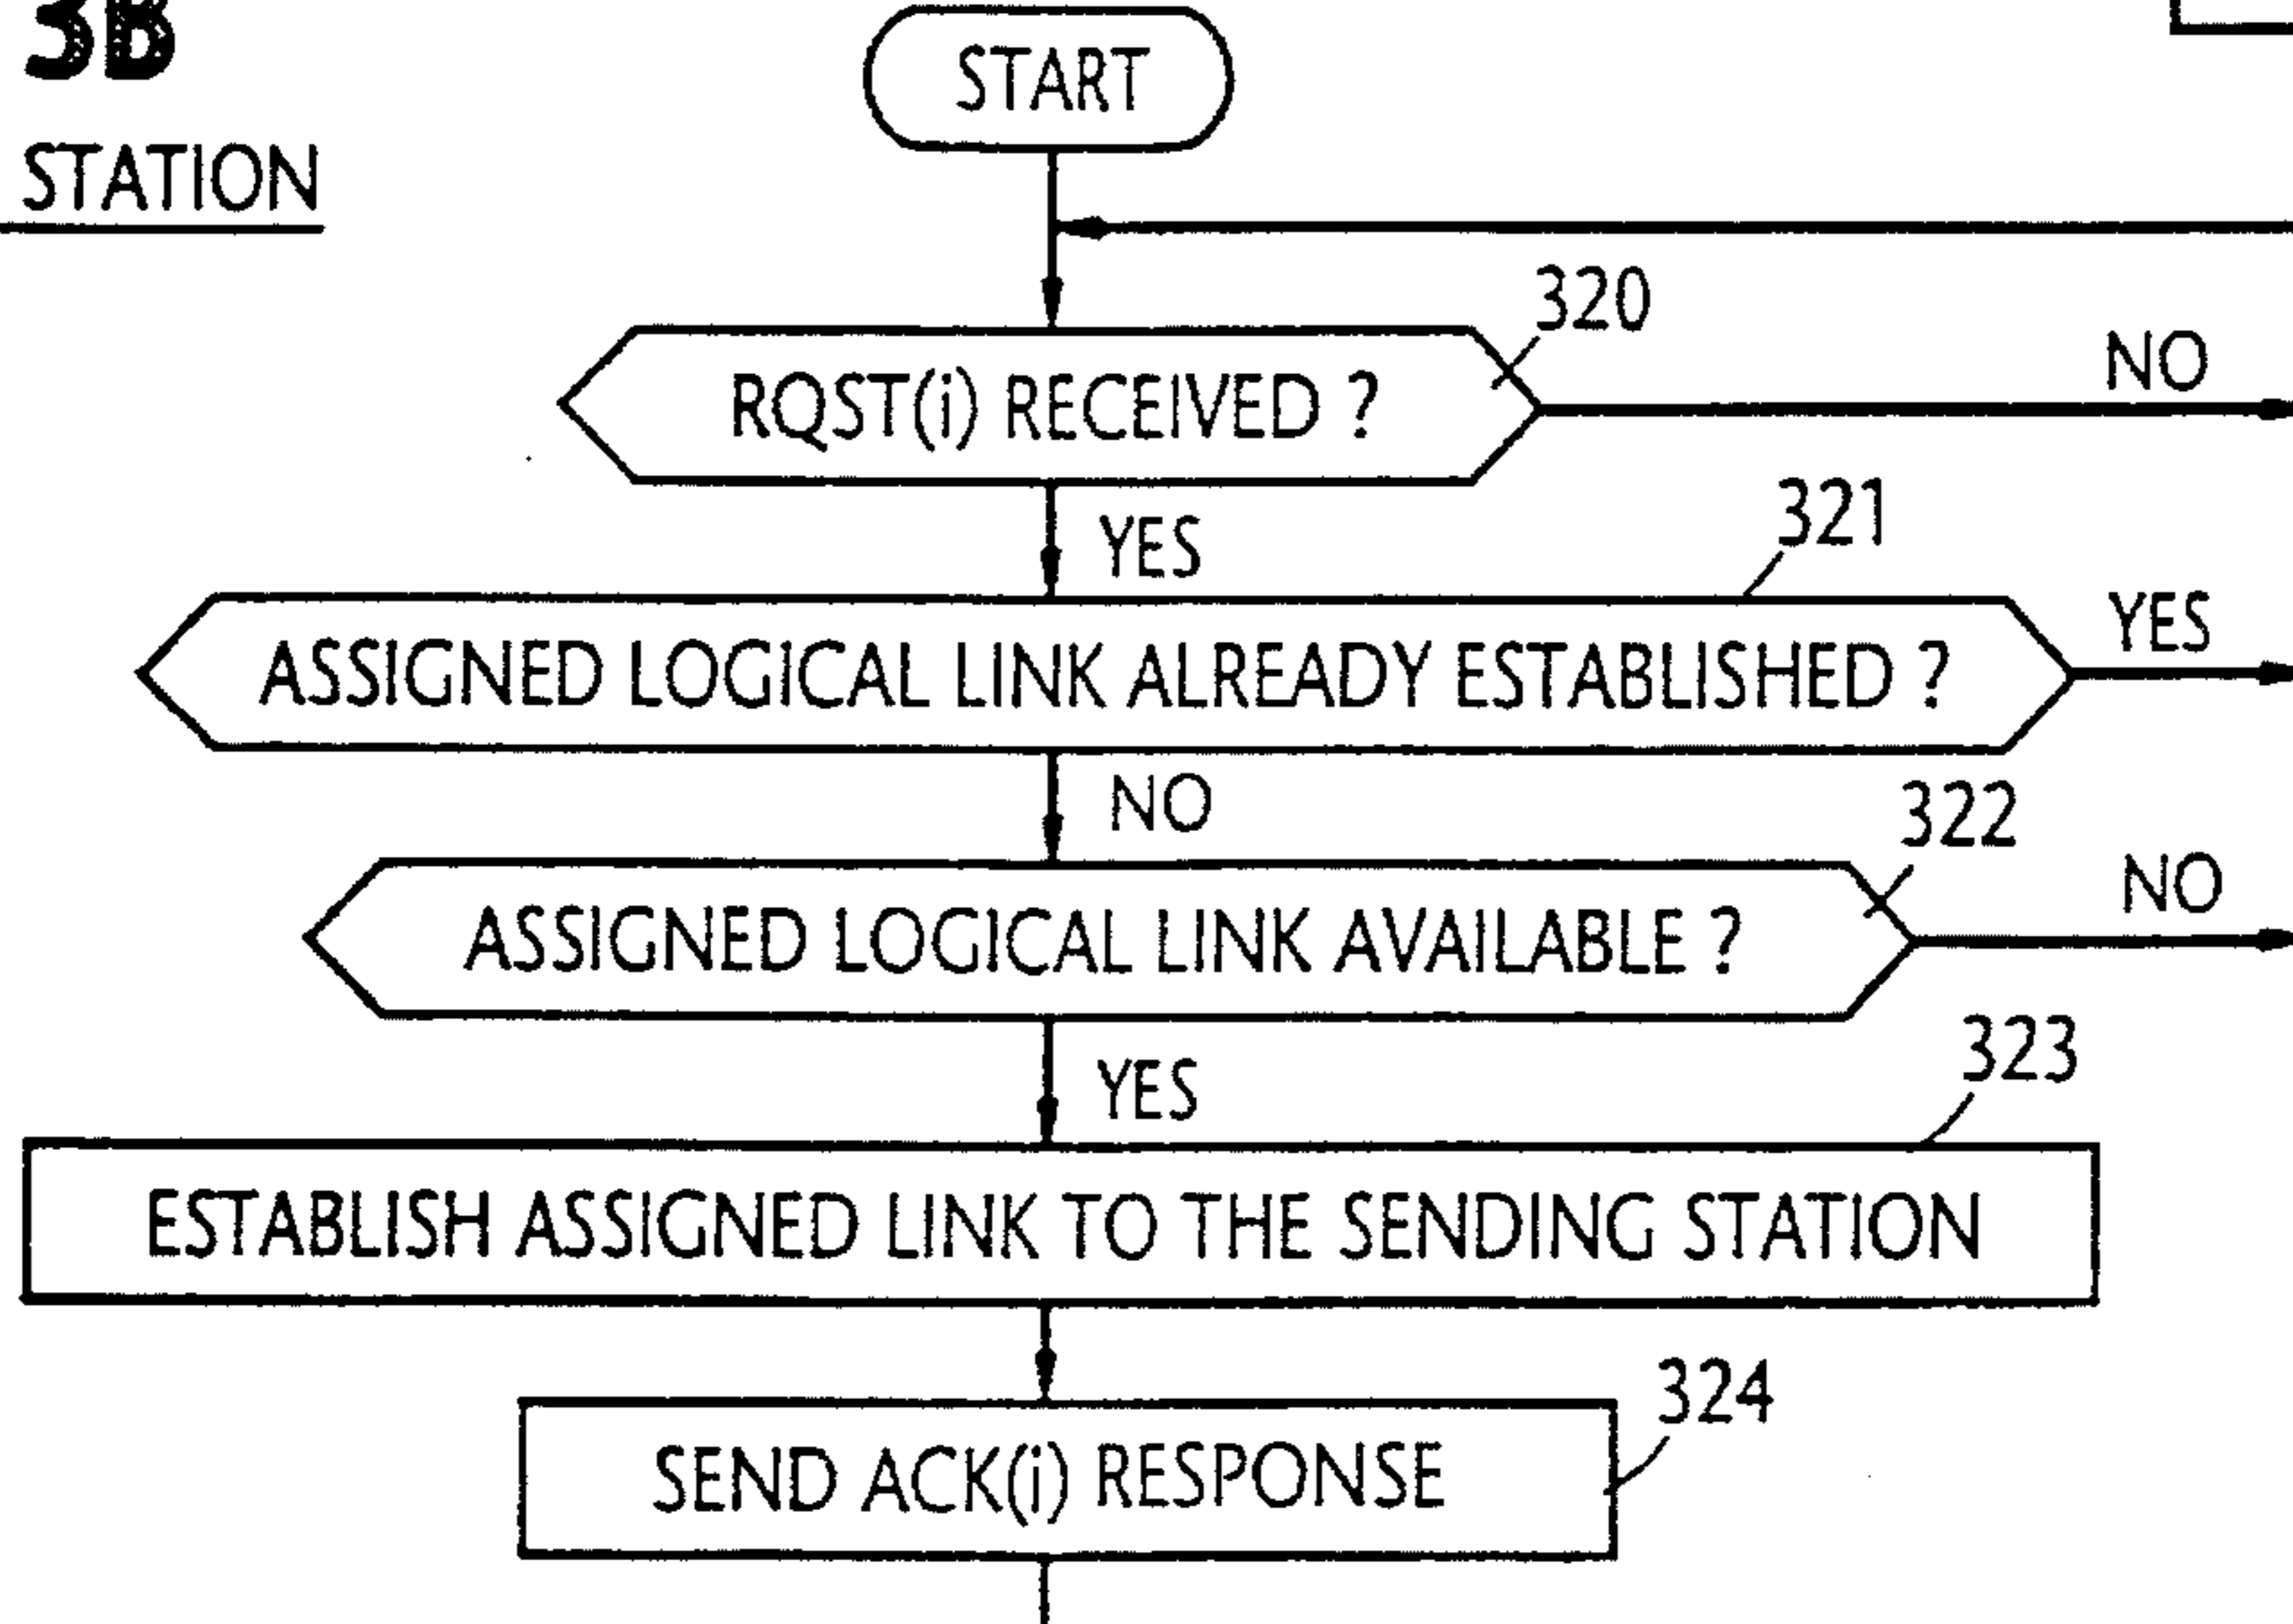 3B
START
STATION
320
RQST(i) RECEIVED ?
NO
321
YES
ASSIGNED LOGICAL LINK ALREADY ESTABLISHED ?
YES
NO
322
ASSIGNED LOGICAL LINK AVAILABLE ?
NO
323
YES
ESTABLISH ASSIGNED LINK TO THE SENDING STATION
324
SEND ACK(i) RESPONSE